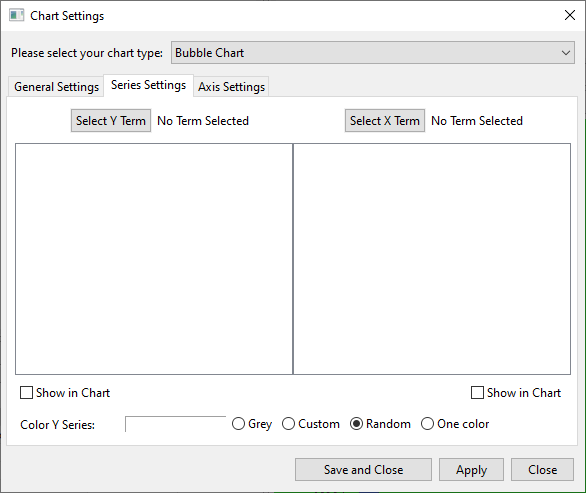 Chart Settings
Please select your chart type: Bubble Chart
General Settings Series Settings Axis Settings
Select Y Term No Term Selected Select X Term No Term Selected
Show in Chart Show in Chart
Color Y Series: Grey Custom Random One color
Save and Close Apply Close